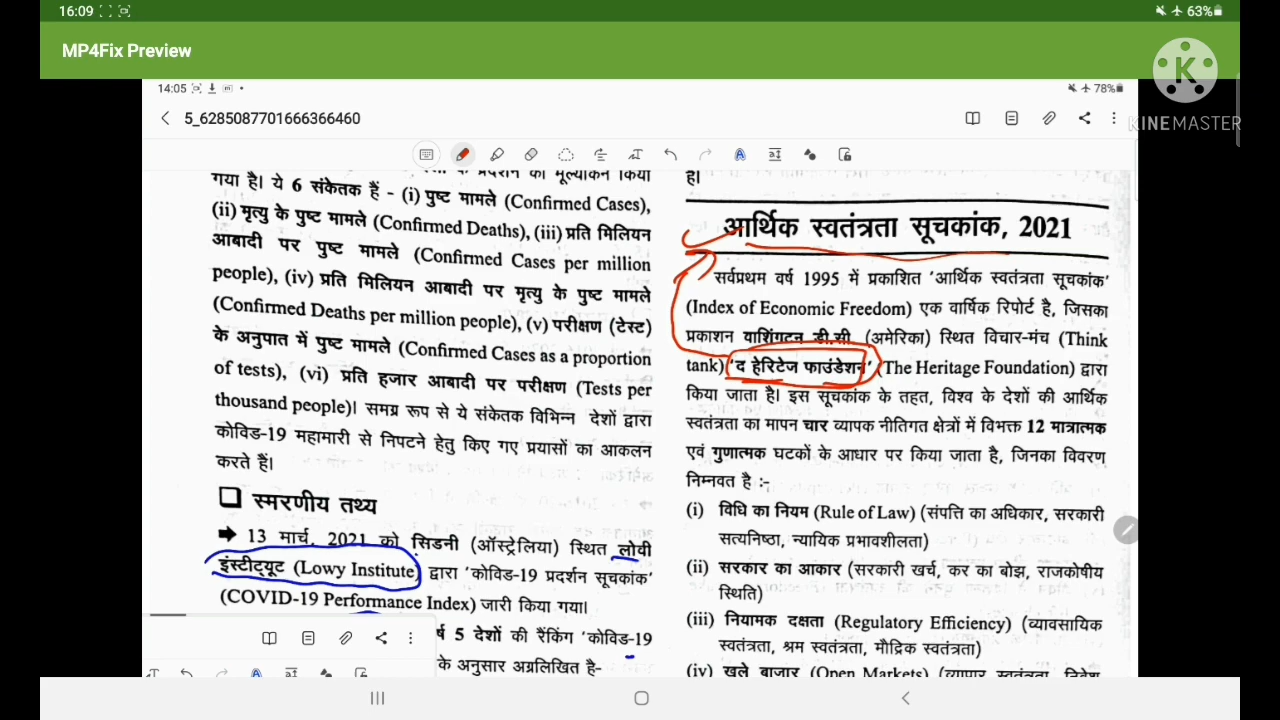 16:09
63%
MP4Fix Preview
KINEMASTER
14:05
78%
5_6285087701666366460
गया है। ये 6 संकेतक हैं - (i) पुष्ट मामले (Confirmed Cases),
(ii) मृत्यु के पुष्ट मामले (Confirmed Deaths), (iii) प्रति मिलियन
आबादी पर पुष्ट मामले (Confirmed Cases per million
people), (iv) प्रति मिलियन आबादी पर मृत्यु के पुष्ट मामले
(Confirmed Deaths per million people), (v) परीक्षण (टेस्ट)
के अनुपात में पुष्ट मामले (Confirmed Cases as a proportion
of tests), (vi) प्रति हजार आबादी पर परीक्षण (Tests per
thousand people)। समग्र रूप से ये संकेतक विभिन्न देशों द्वारा
कोविड-19 महामारी से निपटने हेतु किए गए प्रयासों का आकलन
करते हैं।
स्मरणीय तथ्य
13 मार्च, 2021 को सिडनी (ऑस्ट्रेलिया) स्थित लोवी
इंस्टीट्यूट (Lowy Institute) द्वारा 'कोविड-19 प्रदर्शन सूचकांक'
(COVID-19 Performance Index) जारी किया गया।
र्ष 5 देशों की रैंकिंग 'कोविड-19
के अनुसार अग्रलिखित है-
है।
आर्थिक स्वतंत्रता सूचकांक, 2021
सर्वप्रथम वर्ष 1995 में प्रकाशित 'आर्थिक स्वतंत्रता सूचकांक'
(Index of Economic Freedom) एक वार्षिक रिपोर्ट है, जिसका
प्रकाशन वाशिंगटन डी.सी. (अमेरिका) स्थित विचार-मंच (Think
tank) 'द हेरिटेज फाउंडेशन' (The Heritage Foundation) द्वारा
किया जाता है। इस सूचकांक के तहत, विश्व के देशों की आर्थिक
स्वतंत्रता का मापन चार व्यापक नीतिगत क्षेत्रों में विभक्त 12 मात्रात्मक
एवं गुणात्मक घटकों के आधार पर किया जाता है, जिनका विवरण
निम्नवत है :-
(i) विधि का नियम (Rule of Law) (संपत्ति का अधिकार, सरकारी
सत्यनिष्ठा, न्यायिक प्रभावशीलता)
(ii) सरकार का आकार (सरकारी खर्च, कर का बोझ, राजकोषीय
स्थिति)
(iii) नियामक दक्षता (Regulatory Efficiency) (व्यावसायिक
स्वतंत्रता, श्रम स्वतंत्रता, मौद्रिक स्वतंत्रता)
(iv) खुले बाजार (Open Markets) (व्यापार स्वतंत्रता, निवेश